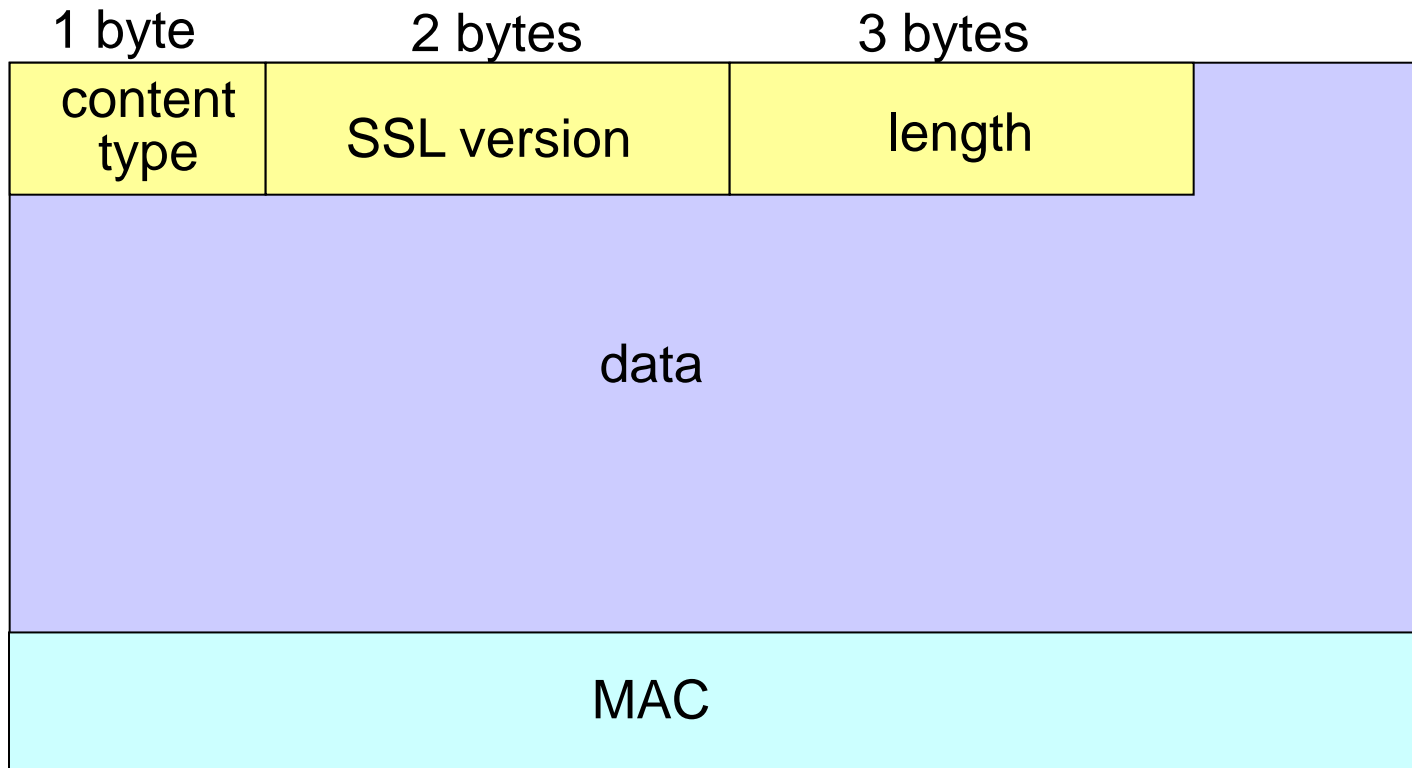 1 byte
2 bytes
3 bytes
content
type
SSL version
length
data
MAC